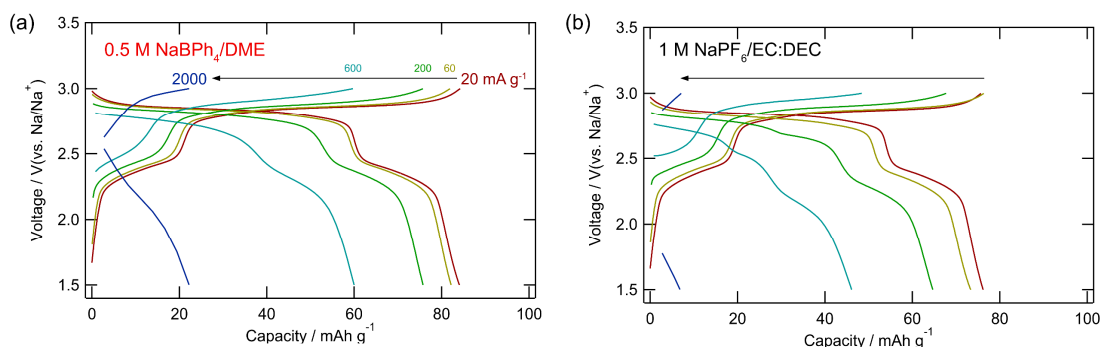 (a)
0.5 M NaBPh₄/DME
2000
600
200
60
20 mA g⁻¹
3.5
3.0
2.5
2.0
1.5
Voltage / V(vs. Na/Na⁺)
0
20
40
60
80
100
Capacity / mAh g⁻¹
(b)
1 M NaPF₆/EC:DEC
3.5
3.0
2.5
2.0
1.5
Voltage / V(vs. Na/Na⁺)
0
20
40
60
80
100
Capacity / mAh g⁻¹